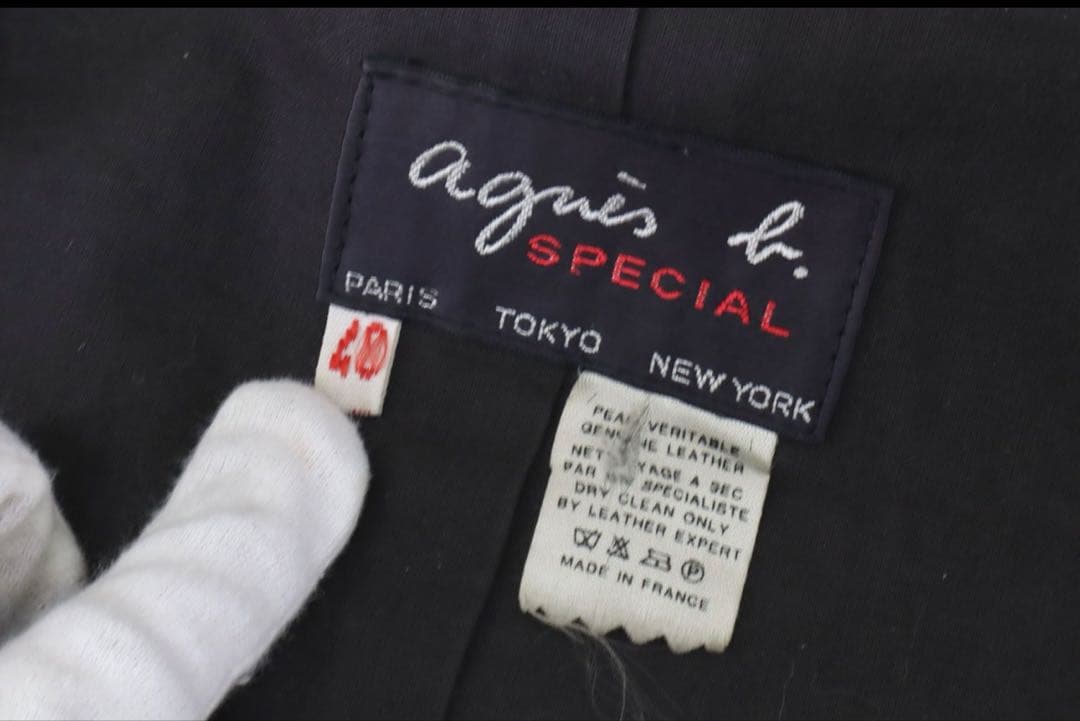 agnès b.
SPECIAL
PARIS TOKYO NEW YORK
40
VERITABLE
LEATHER
A SEC
PAR SPECIALISTE
DRY CLEAN ONLY
BY LEATHER EXPERT
P
MADE IN FRANCE